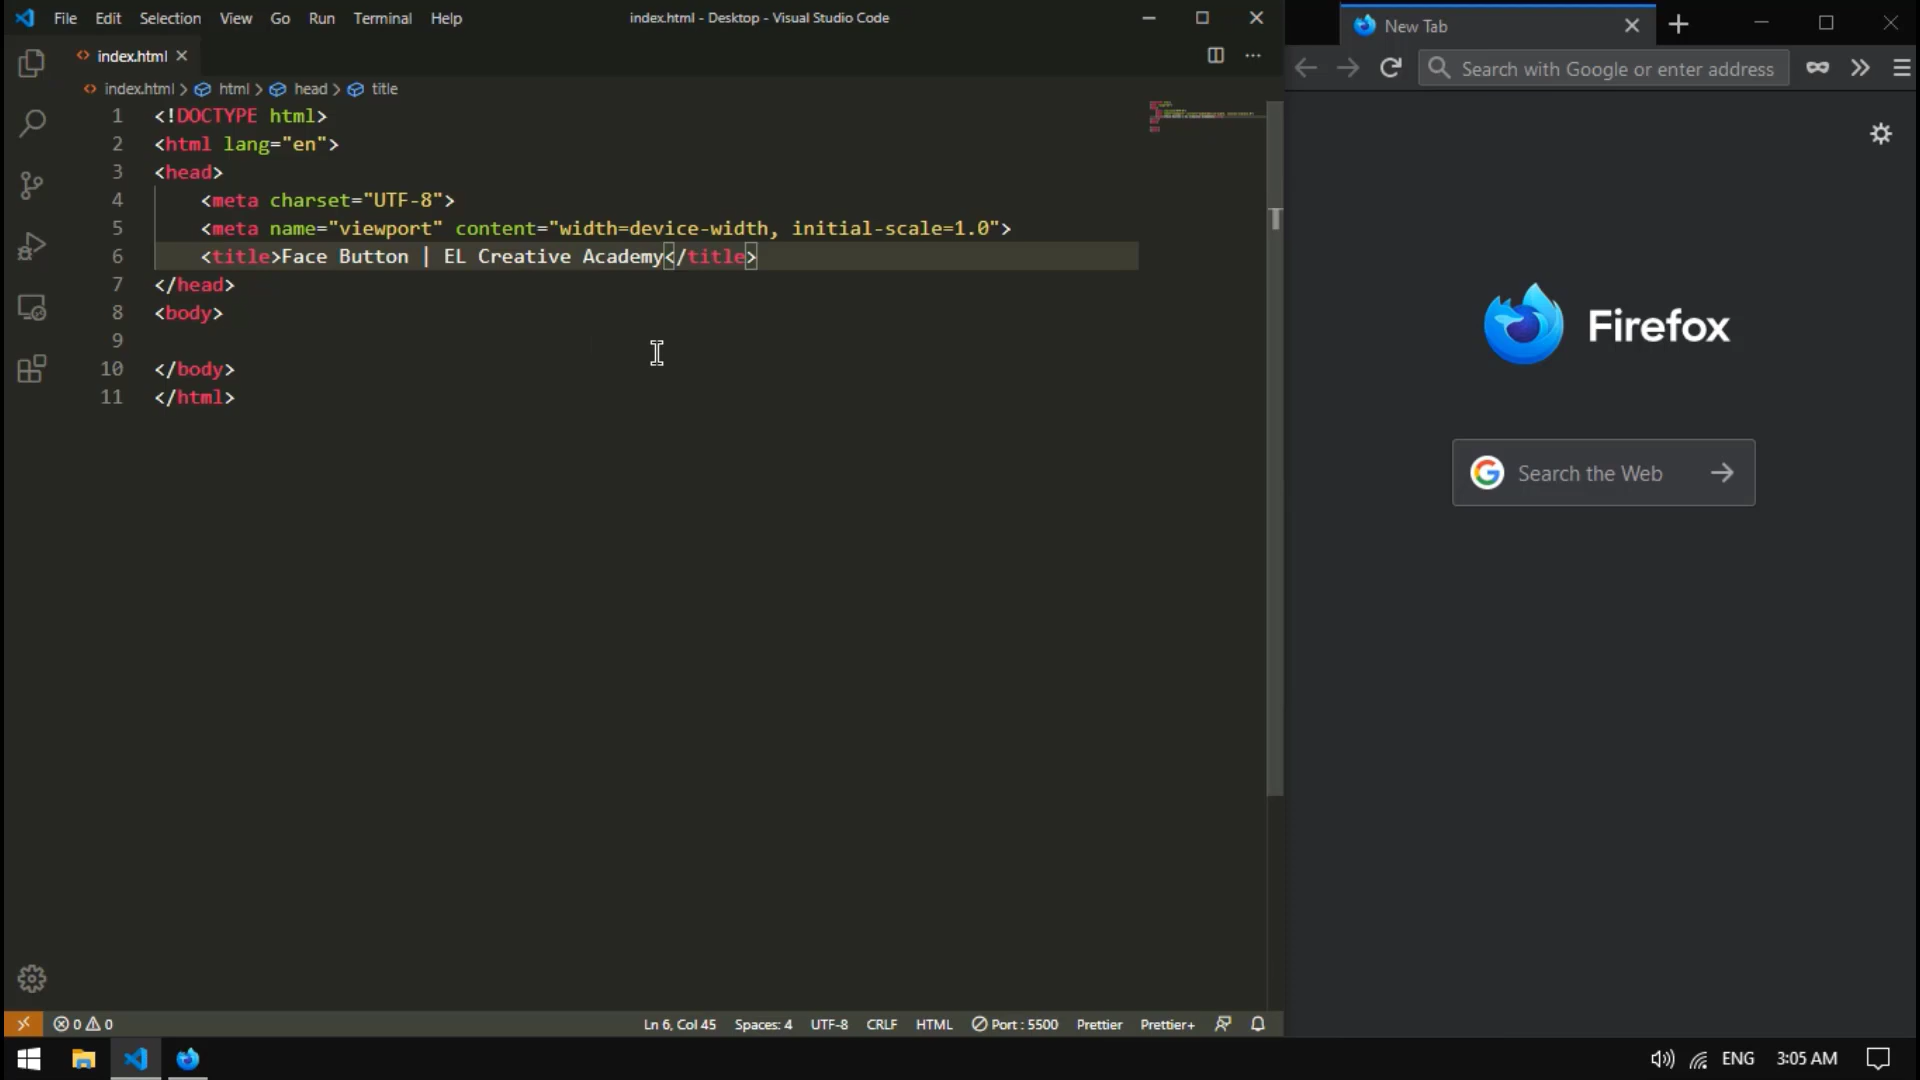 File Edit Selection View Go Run Terminal Help
index.html - Desktop - Visual Studio Code
index.html
index.html > html > head > title
1 <!DOCTYPE html>
2 <html lang="en">
3 <head>
4 <meta charset="UTF-8">
5 <meta name="viewport" content="width=device-width, initial-scale=1.0">
6 <title>Face Button | EL Creative Academy</title>
7 </head>
8 <body>
9
10 </body>
11 </html>
0 0
Ln 6, Col 45 Spaces: 4 UTF-8 CRLF HTML Port : 5500 Prettier Prettier+
New Tab
Search with Google or enter address
Firefox
Search the Web
ENG 3:05 AM